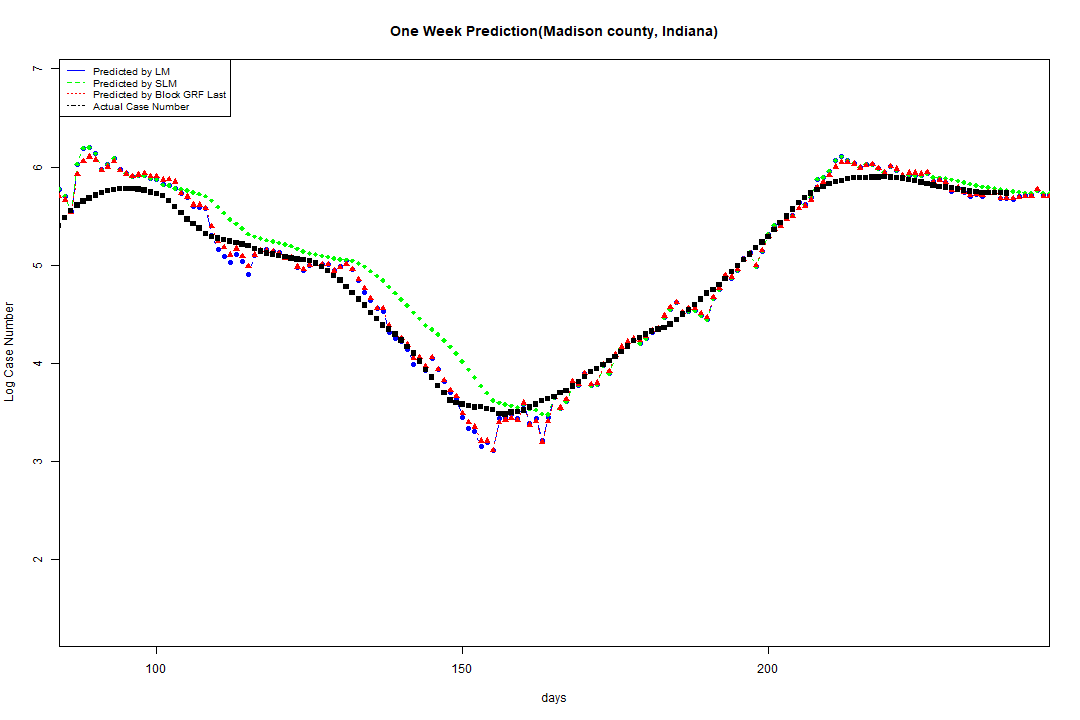 One Week Prediction(Madison county, Indiana)
Predicted by LM
Predicted by SLM
Predicted by Block GRF Last
Actual Case Number
7
6
5
4
3
2
Log Case Number
100
150
200
days